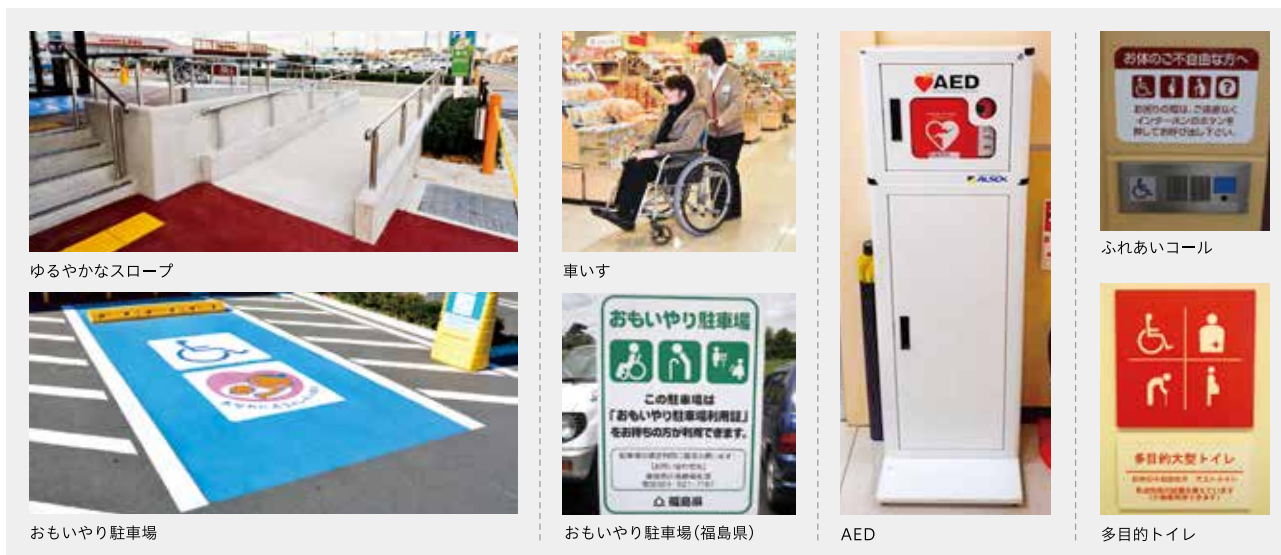 ゆるやかなスロープ
おもいやり駐車場
車いす
おもいやり駐車場
この駐車場は
「おもいやり駐車場利用証」
をお持ちの方が利用できます。
福島県
おもいやり駐車場(福島県)
AED
ALSOK
AED
お体のご不自由な方へ
お困りの際は、ご遠慮なく
インターホンのボタンを
押してお呼び出し下さい。
ふれあいコール
多目的大型トイレ
多目的トイレ